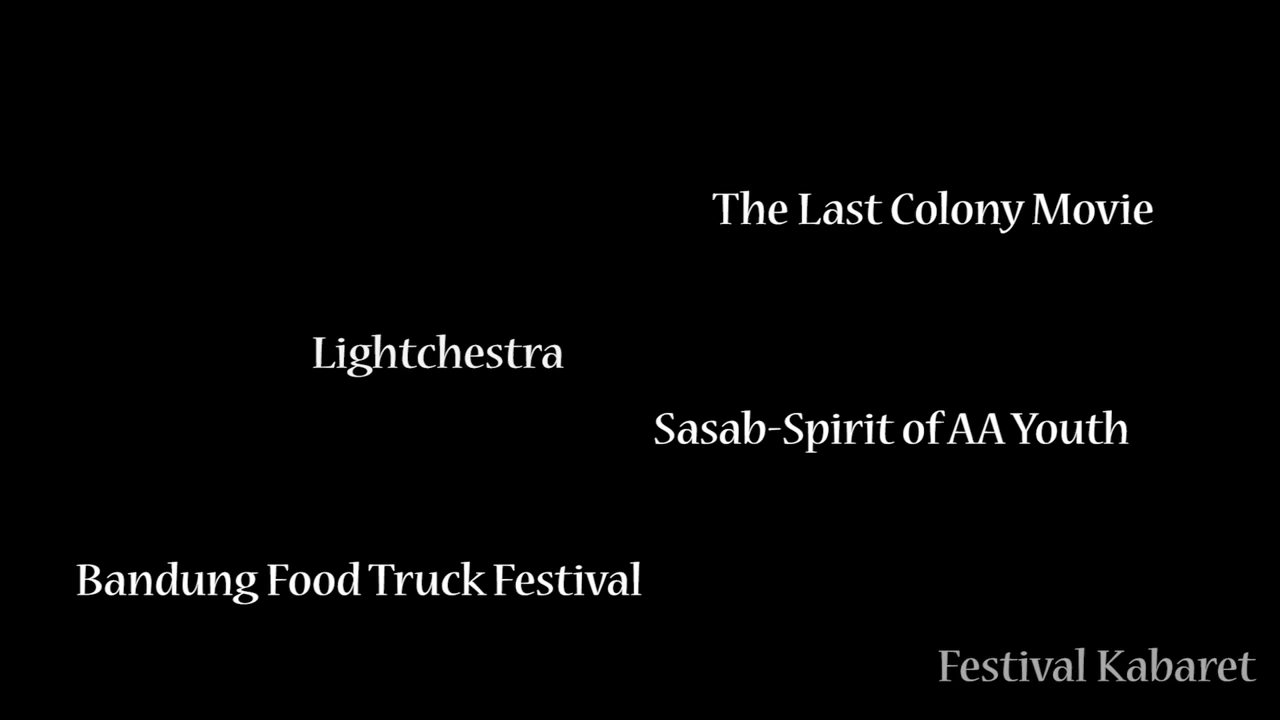 The Last Colony Movie
Lightchestra
Sasab-Spirit of AA Youth
Bandung Food Truck Festival
Festival Kabaret